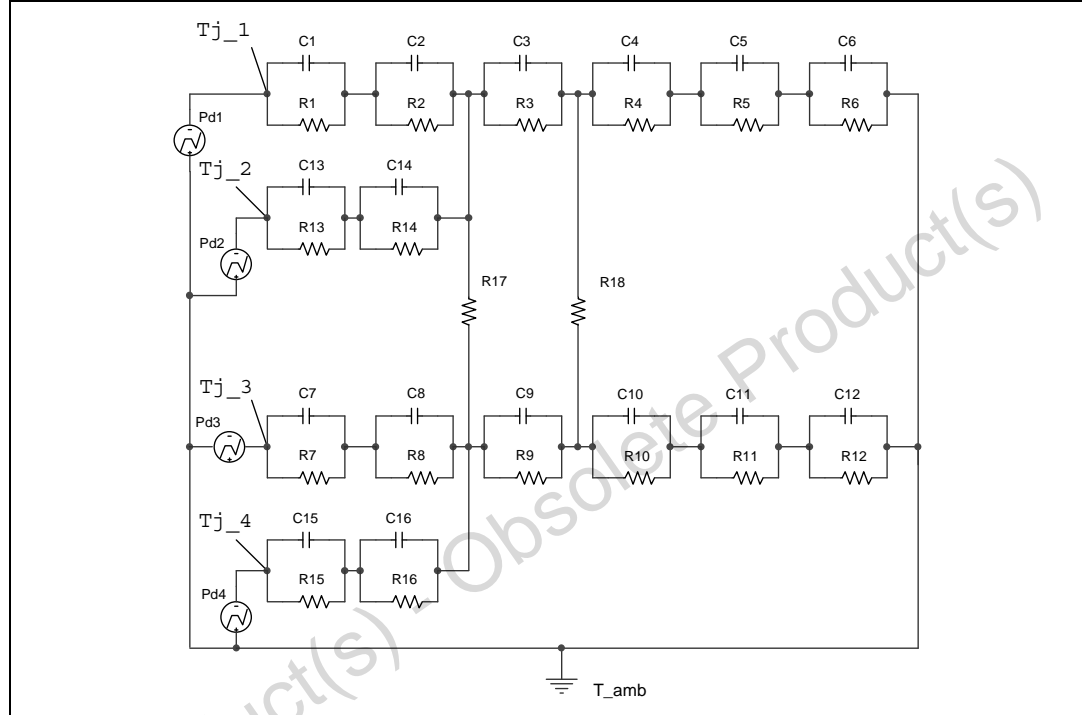 Tj_1
C1 C2 C3 C4 C5 C6
R1 R2 R3 R4 R5 R6
Pd1
Tj_2
C13 C14
R13 R14
Pd2
R17 R18
Tj_3
C7 C8 C9 C10 C11 C12
Pd3
R7 R8 R9 R10 R11 R12
Tj_4
C15 C16
R15 R16
Pd4
T_amb
uct(s) - Obsolete Product(s)